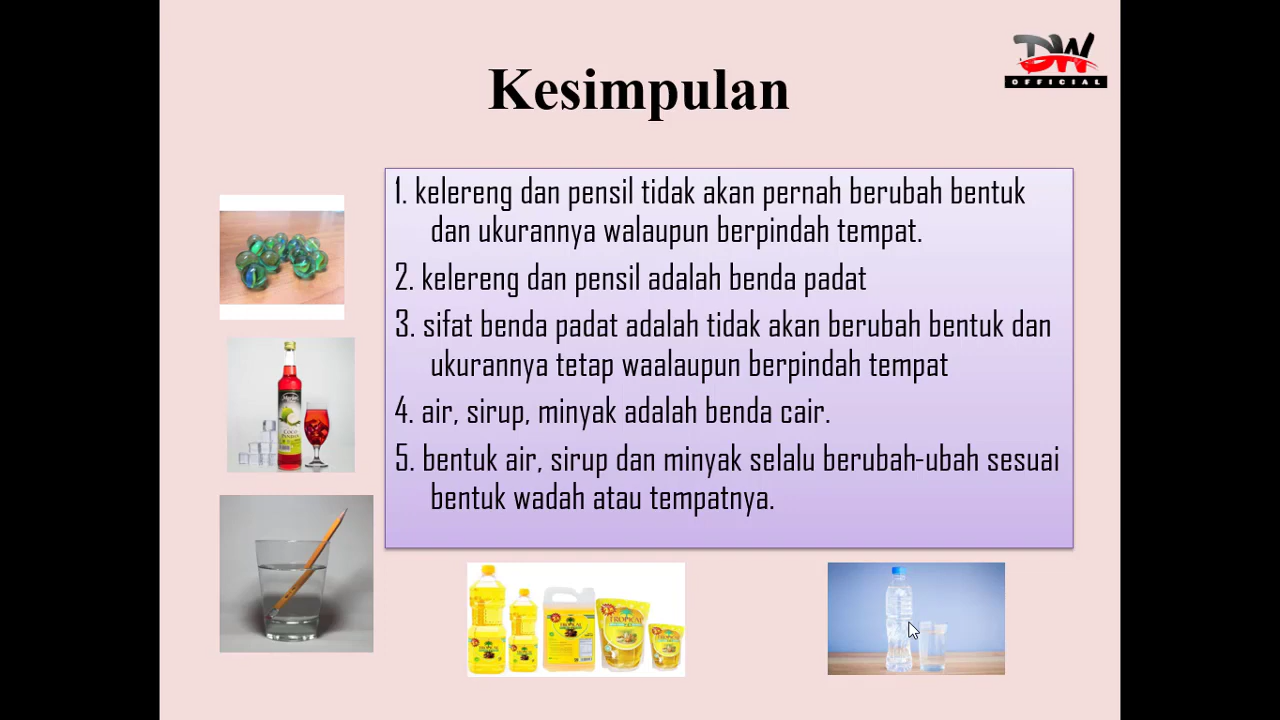 DW
OFFICIAL
Kesimpulan
1. kelereng dan pensil tidak akan pernah berubah bentuk
dan ukurannya walaupun berpindah tempat.
2. kelereng dan pensil adalah benda padat
3. sifat benda padat adalah tidak akan berubah bentuk dan
ukurannya tetap waalaupun berpindah tempat
4. air, sirup, minyak adalah benda cair.
5. bentuk air, sirup dan minyak selalu berubah-ubah sesuai
bentuk wadah atau tempatnya.
COCO
TROPICAL
TROPICAL